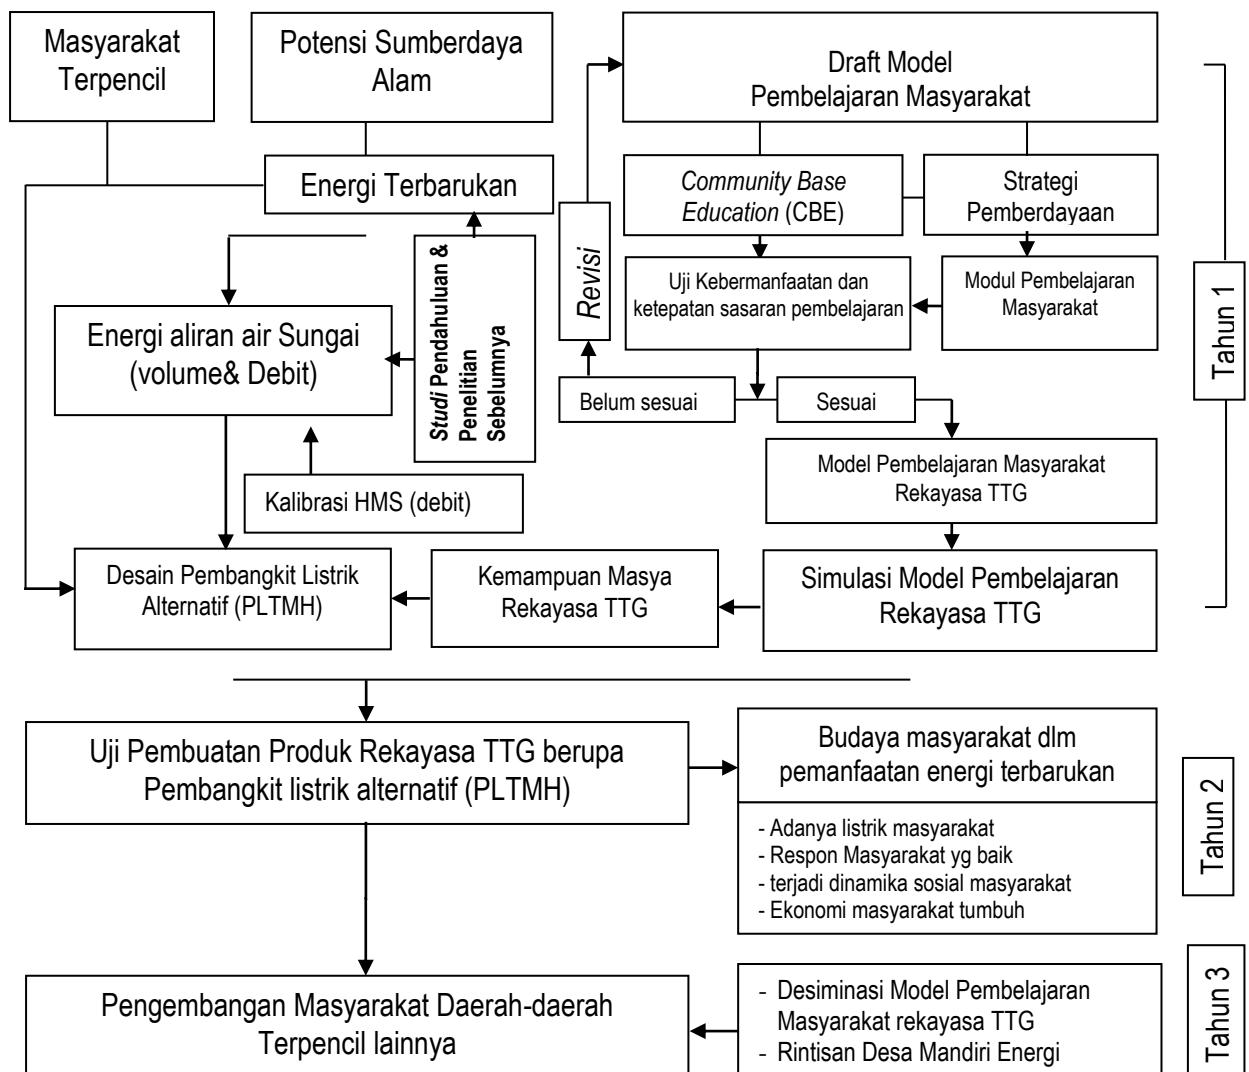 Masyarakat
Terpencil
Potensi Sumberdaya
Alam
Draft Model
Pembelajaran Masyarakat
Energi Terbarukan
Community Base
Education (CBE)
Strategi
Pemberdayaan
Revisi
Studi Pendahuluan &
Penelitian
Sebelumnya
Uji Kebermanfaatan dan
ketepatan sasaran pembelajaran
Modul Pembelajaran
Masyarakat
Tahun 1
Energi aliran air Sungai
(volume& Debit)
Belum sesuai
Sesuai
Kalibrasi HMS (debit)
Model Pembelajaran Masyarakat
Rekayasa TTG
Desain Pembangkit Listrik
Alternatif (PLTMH)
Kemampuan Masya
Rekayasa TTG
Simulasi Model Pembelajaran
Rekayasa TTG
Uji Pembuatan Produk Rekayasa TTG berupa
Pembangkit listrik alternatif (PLTMH)
Budaya masyarakat dlm
pemanfaatan energi terbarukan
- Adanya listrik masyarakat
- Respon Masyarakat yg baik
- terjadi dinamika sosial masyarakat
- Ekonomi masyarakat tumbuh
Tahun 2
Pengembangan Masyarakat Daerah-daerah
Terpencil lainnya
- Desiminasi Model Pembelajaran
Masyarakat rekayasa TTG
- Rintisan Desa Mandiri Energi
Tahun 3